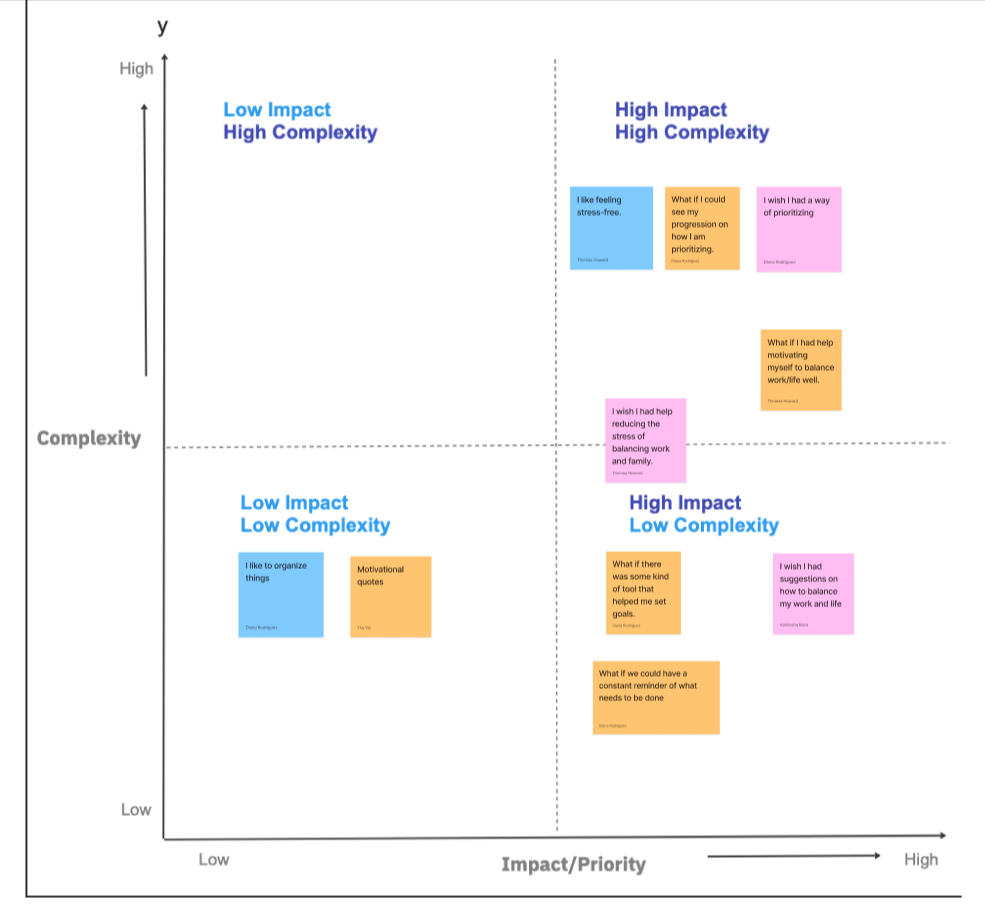 y
High
Low Impact
High Complexity
High Impact
High Complexity
I like feeling
stress-free.
Thomas Howard
What if I could
see my
progression on
how I am
prioritizing.
Diana Rodriguez
I wish I had a way
of prioritizing
Diana Rodriguez
What if I had help
motivating
myself to balance
work/life well.
Thomas Howard
I wish I had help
reducing the
stress of
balancing work
and family.
Thomas Howard
Complexity
Low Impact
Low Complexity
High Impact
Low Complexity
I like to organize
things
Diana Rodriguez
Motivational
quotes
What if there
was some kind
of tool that
helped me set
goals.
Diana Rodriguez
I wish I had
suggestions on
how to balance
my work and life
What if we could have a
constant reminder of what
needs to be done
Diana Rodriguez
Low
Low
Impact/Priority
High